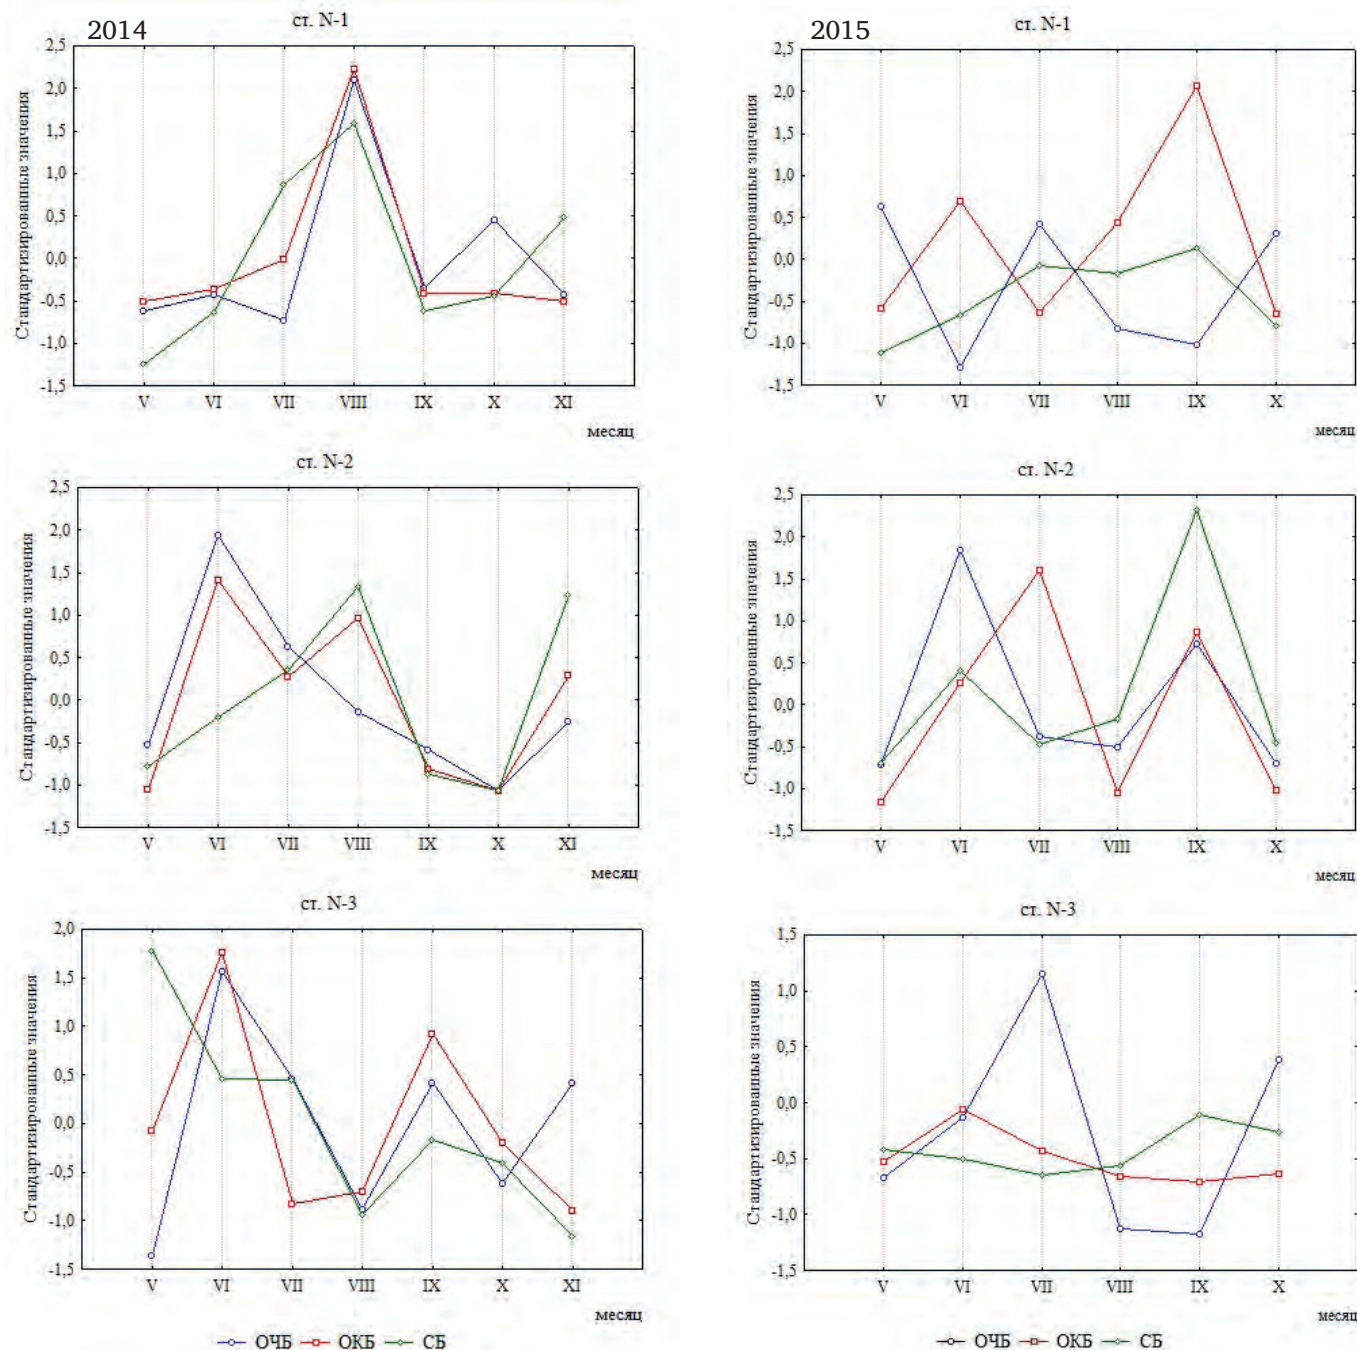 2014
ст. N-1
Стандартизированные значения
2,5
2,0
1,5
1,0
0,5
0,0
-0,5
-1,0
-1,5
V VI VII VIII IX X XI
месяц
2015
ст. N-1
Стандартизированные значения
2,5
2,0
1,5
1,0
0,5
0,0
-0,5
-1,0
-1,5
V VI VII VIII IX X
месяц
ст. N-2
Стандартизированные значения
2,5
2,0
1,5
1,0
0,5
0,0
-0,5
-1,0
-1,5
V VI VII VIII IX X XI
месяц
ст. N-2
Стандартизированные значения
2,5
2,0
1,5
1,0
0,5
0,0
-0,5
-1,0
-1,5
V VI VII VIII IX X
месяц
ст. N-3
Стандартизированные значения
2,0
1,5
1,0
0,5
0,0
-0,5
-1,0
-1,5
V VI VII VIII IX X XI
месяц
ОЧБ ОКБ СБ
ст. N-3
Стандартизированные значения
1,5
1,0
0,5
0,0
-0,5
-1,0
-1,5
V VI VII VIII IX X
месяц
ОЧБ ОКБ СБ